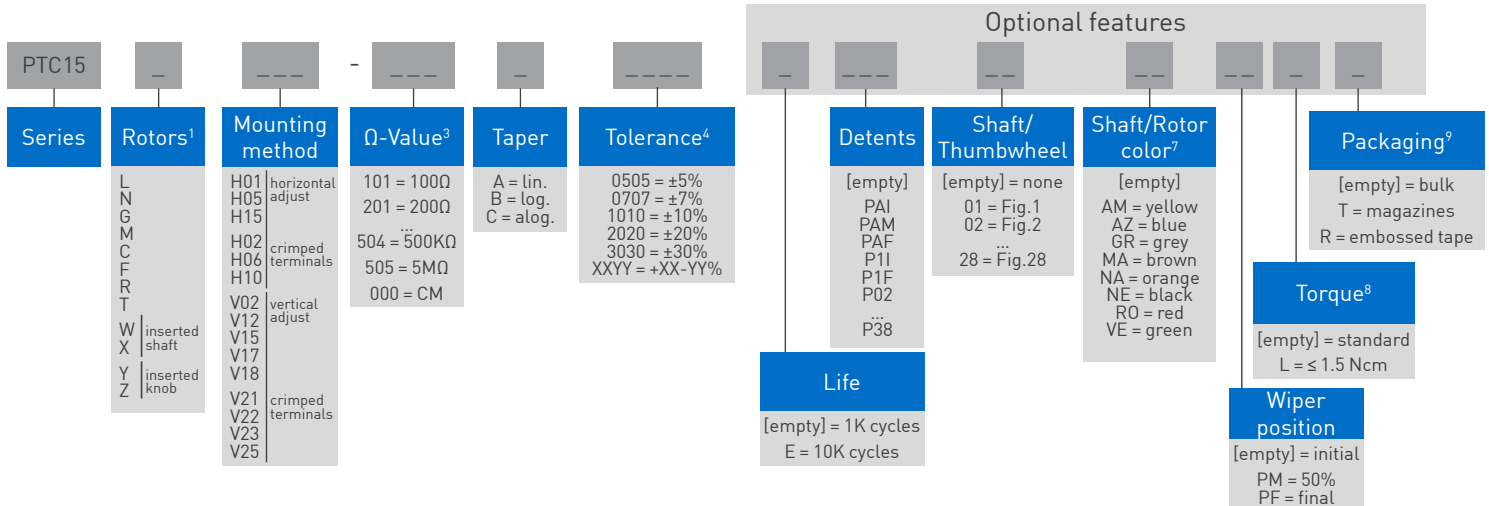 Optional features
PTC15 _ _ _ _ - _ _ _ _ _ _ _ _ _ _ _ _ _ _ _ _ _ _ _ _
Series
Rotors¹
L
N
G
M
C
F
R
T
W inserted
X shaft
Y inserted
Z knob
Mounting
method
H01 horizontal
H05 adjust
H15
H02 crimped
H06 terminals
H10
V02 vertical
V12 adjust
V15
V17
V18
V21 crimped
V22 terminals
V23
V25
Ω-Value³
101 = 100Ω
201 = 200Ω
...
504 = 500KΩ
505 = 5MΩ
000 = CM
Taper
A = lin.
B = log.
C = alog.
Tolerance⁴
0505 = ±5%
0707 = ±7%
1010 = ±10%
2020 = ±20%
3030 = ±30%
XXYY = +XX-YY%
Life
[empty] = 1K cycles
E = 10K cycles
Detents
[empty]
PAI
PAM
PAF
P1I
P1F
P02
...
P38
Shaft/
Thumbwheel
[empty] = none
01 = Fig.1
02 = Fig.2
...
28 = Fig.28
Shaft/Rotor
color⁷
[empty]
AM = yellow
AZ = blue
GR = grey
MA = brown
NA = orange
NE = black
RO = red
VE = green
Wiper
position
[empty] = initial
PM = 50%
PF = final
Torque⁸
[empty] = standard
L = ≤ 1.5 Ncm
Packaging⁹
[empty] = bulk
T = magazines
R = embossed tape